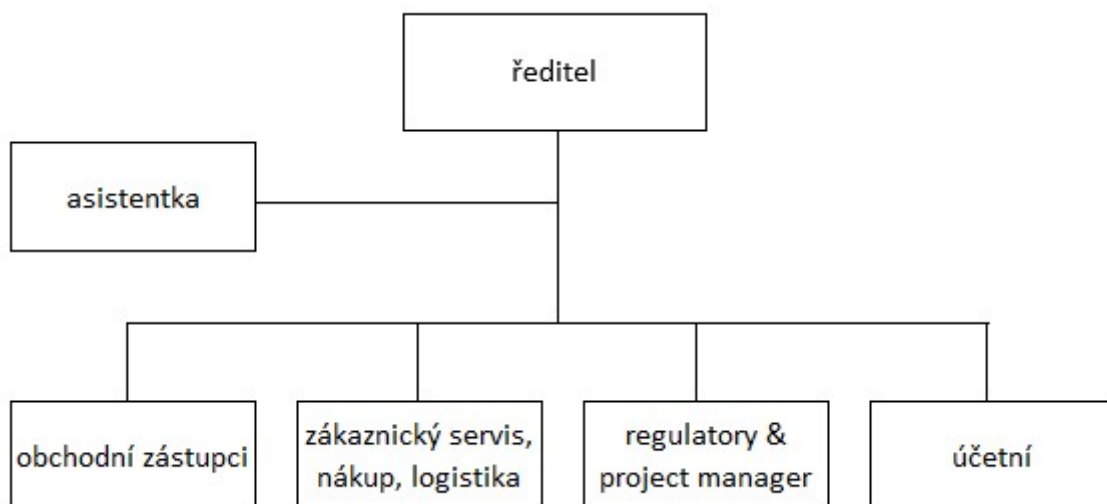 ředitel
asistentka
obchodní zástupci
zákaznický servis,
nákup, logistika
regulatory &
project manager
účetní